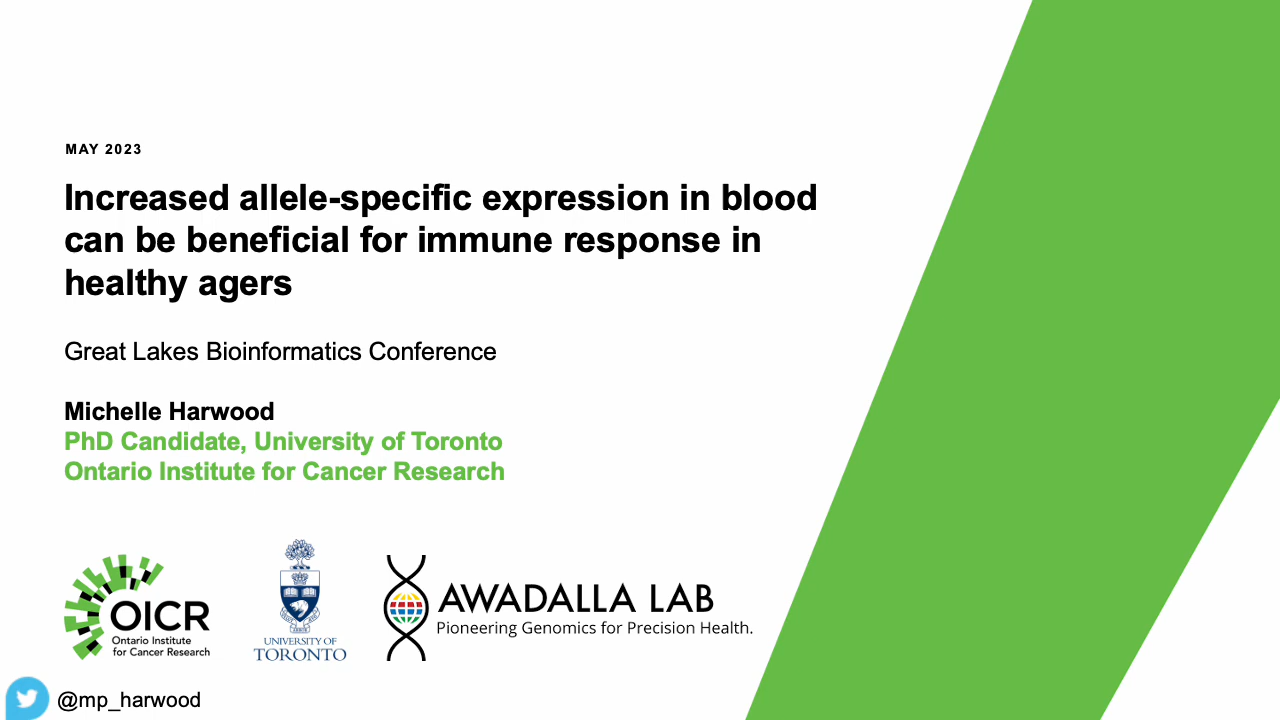 MAY 2023
Increased allele-specific expression in blood
can be beneficial for immune response in
healthy agers
Great Lakes Bioinformatics Conference
Michelle Harwood
PhD Candidate, University of Toronto
Ontario Institute for Cancer Research
OICR
Ontario Institute
for Cancer Research
UNIVERSITY OF
TORONTO
AWADALLA LAB
Pioneering Genomics for Precision Health.
@mp_harwood